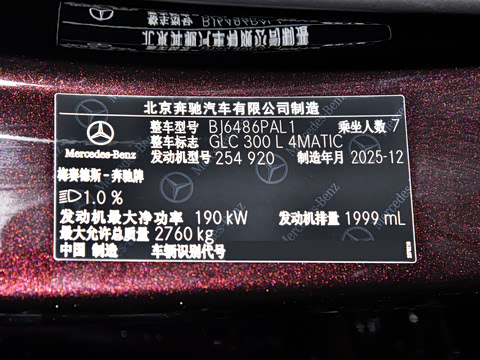 北京奔驰汽车有限公司制造
整车型号 BJ6486PAL1 乘坐人数 7
整车标志 GLC 300 L 4MATIC
发动机型号 254 920 制造年月 2025-12
Mercedes-Benz
梅赛德斯-奔驰牌
1.0 %
发动机最大净功率 190 kW 发动机排量 1999 mL
最大允许总质量 2760 kg
中国 制造 车辆识别代号